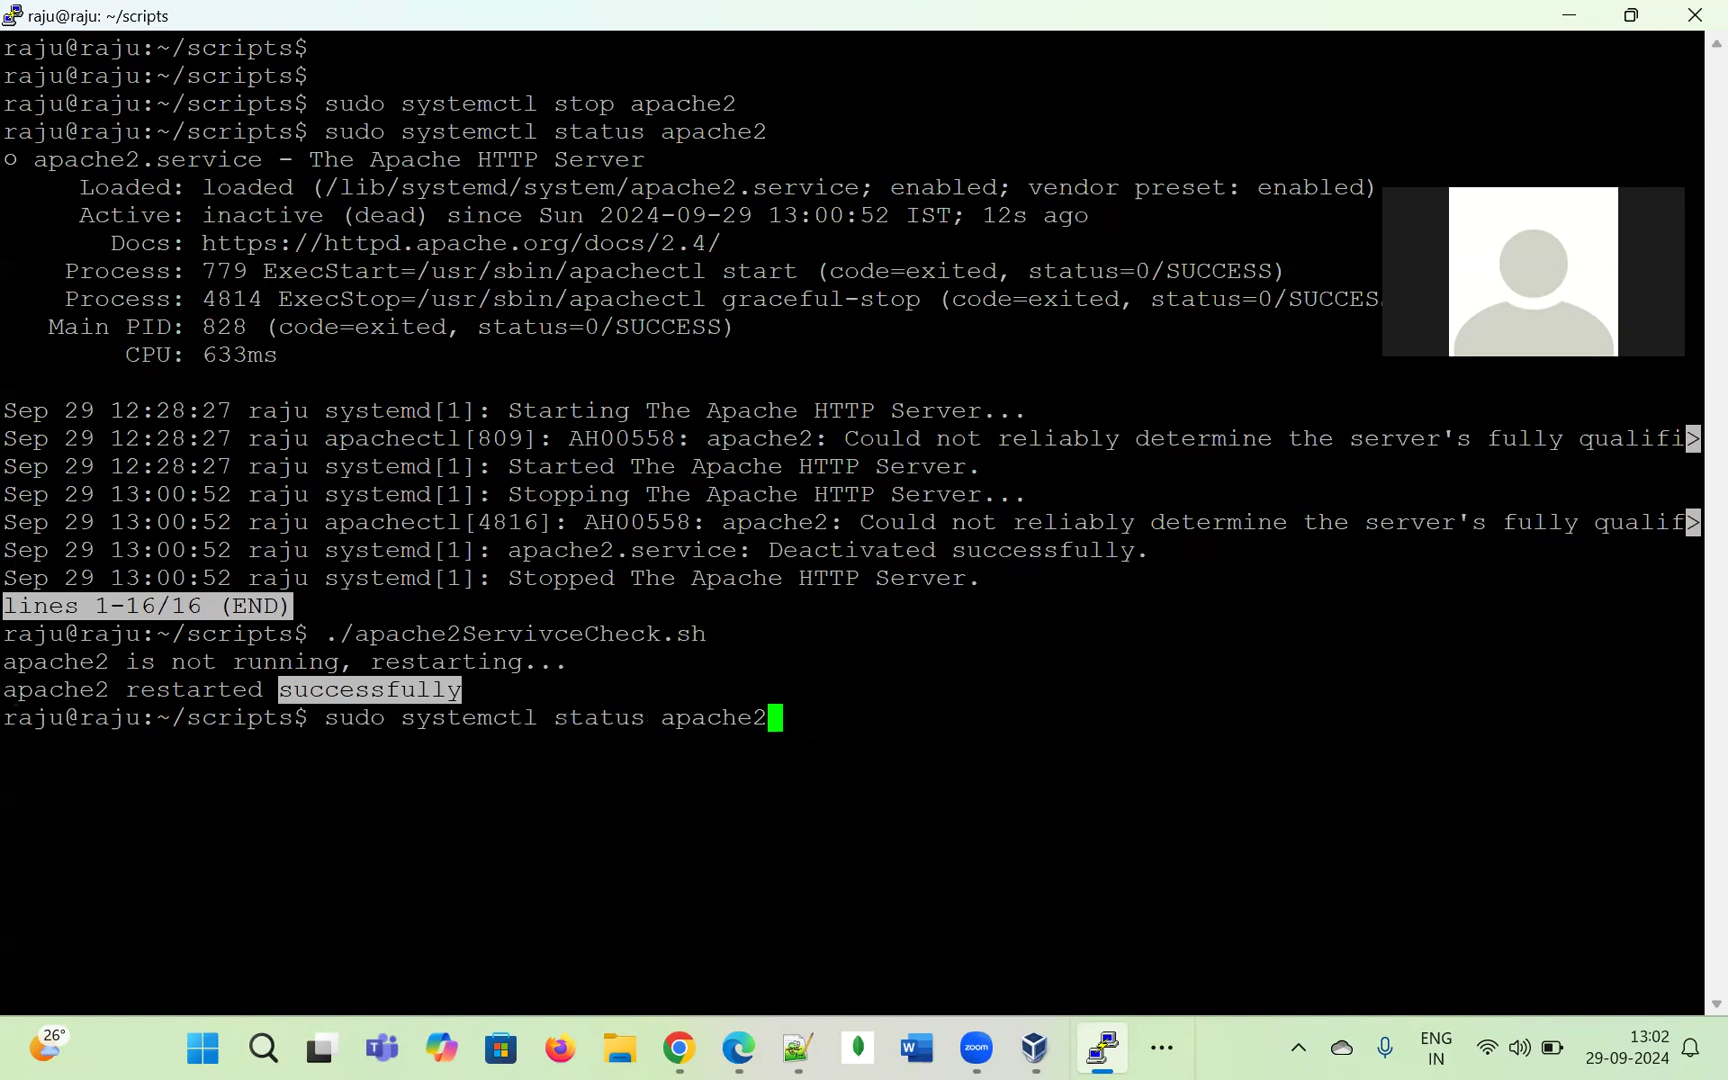 raju@raju: ~/scripts
raju@raju:~/scripts$
raju@raju:~/scripts$
raju@raju:~/scripts$ sudo systemctl stop apache2
raju@raju:~/scripts$ sudo systemctl status apache2
○ apache2.service - The Apache HTTP Server
Loaded: loaded (/lib/systemd/system/apache2.service; enabled; vendor preset: enabled)
Active: inactive (dead) since Sun 2024-09-29 13:00:52 IST; 12s ago
Docs: https://httpd.apache.org/docs/2.4/
Process: 779 ExecStart=/usr/sbin/apachectl start (code=exited, status=0/SUCCESS)
Process: 4814 ExecStop=/usr/sbin/apachectl graceful-stop (code=exited, status=0/SUCCES
Main PID: 828 (code=exited, status=0/SUCCESS)
CPU: 633ms
Sep 29 12:28:27 raju systemd[1]: Starting The Apache HTTP Server...
Sep 29 12:28:27 raju apachectl[809]: AH00558: apache2: Could not reliably determine the server's fully qualifi>
Sep 29 12:28:27 raju systemd[1]: Started The Apache HTTP Server.
Sep 29 13:00:52 raju systemd[1]: Stopping The Apache HTTP Server...
Sep 29 13:00:52 raju apachectl[4816]: AH00558: apache2: Could not reliably determine the server's fully qualif>
Sep 29 13:00:52 raju systemd[1]: apache2.service: Deactivated successfully.
Sep 29 13:00:52 raju systemd[1]: Stopped The Apache HTTP Server.
lines 1-16/16 (END)
raju@raju:~/scripts$ ./apache2ServivceCheck.sh
apache2 is not running, restarting...
apache2 restarted successfully
raju@raju:~/scripts$ sudo systemctl status apache2
26°
zoom
ENG
IN
13:02
29-09-2024